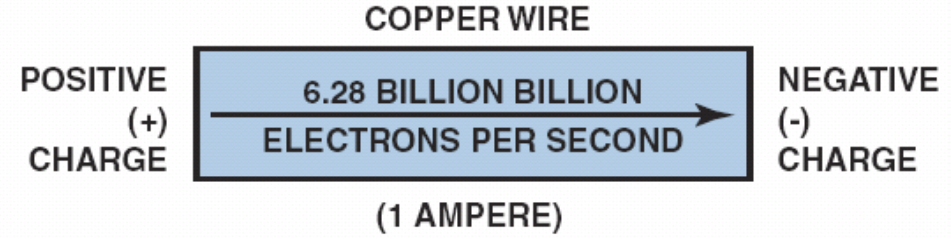 COPPER WIRE
POSITIVE
(+)
CHARGE
6.28 BILLION BILLION
ELECTRONS PER SECOND
NEGATIVE
(-)
CHARGE
(1 AMPERE)